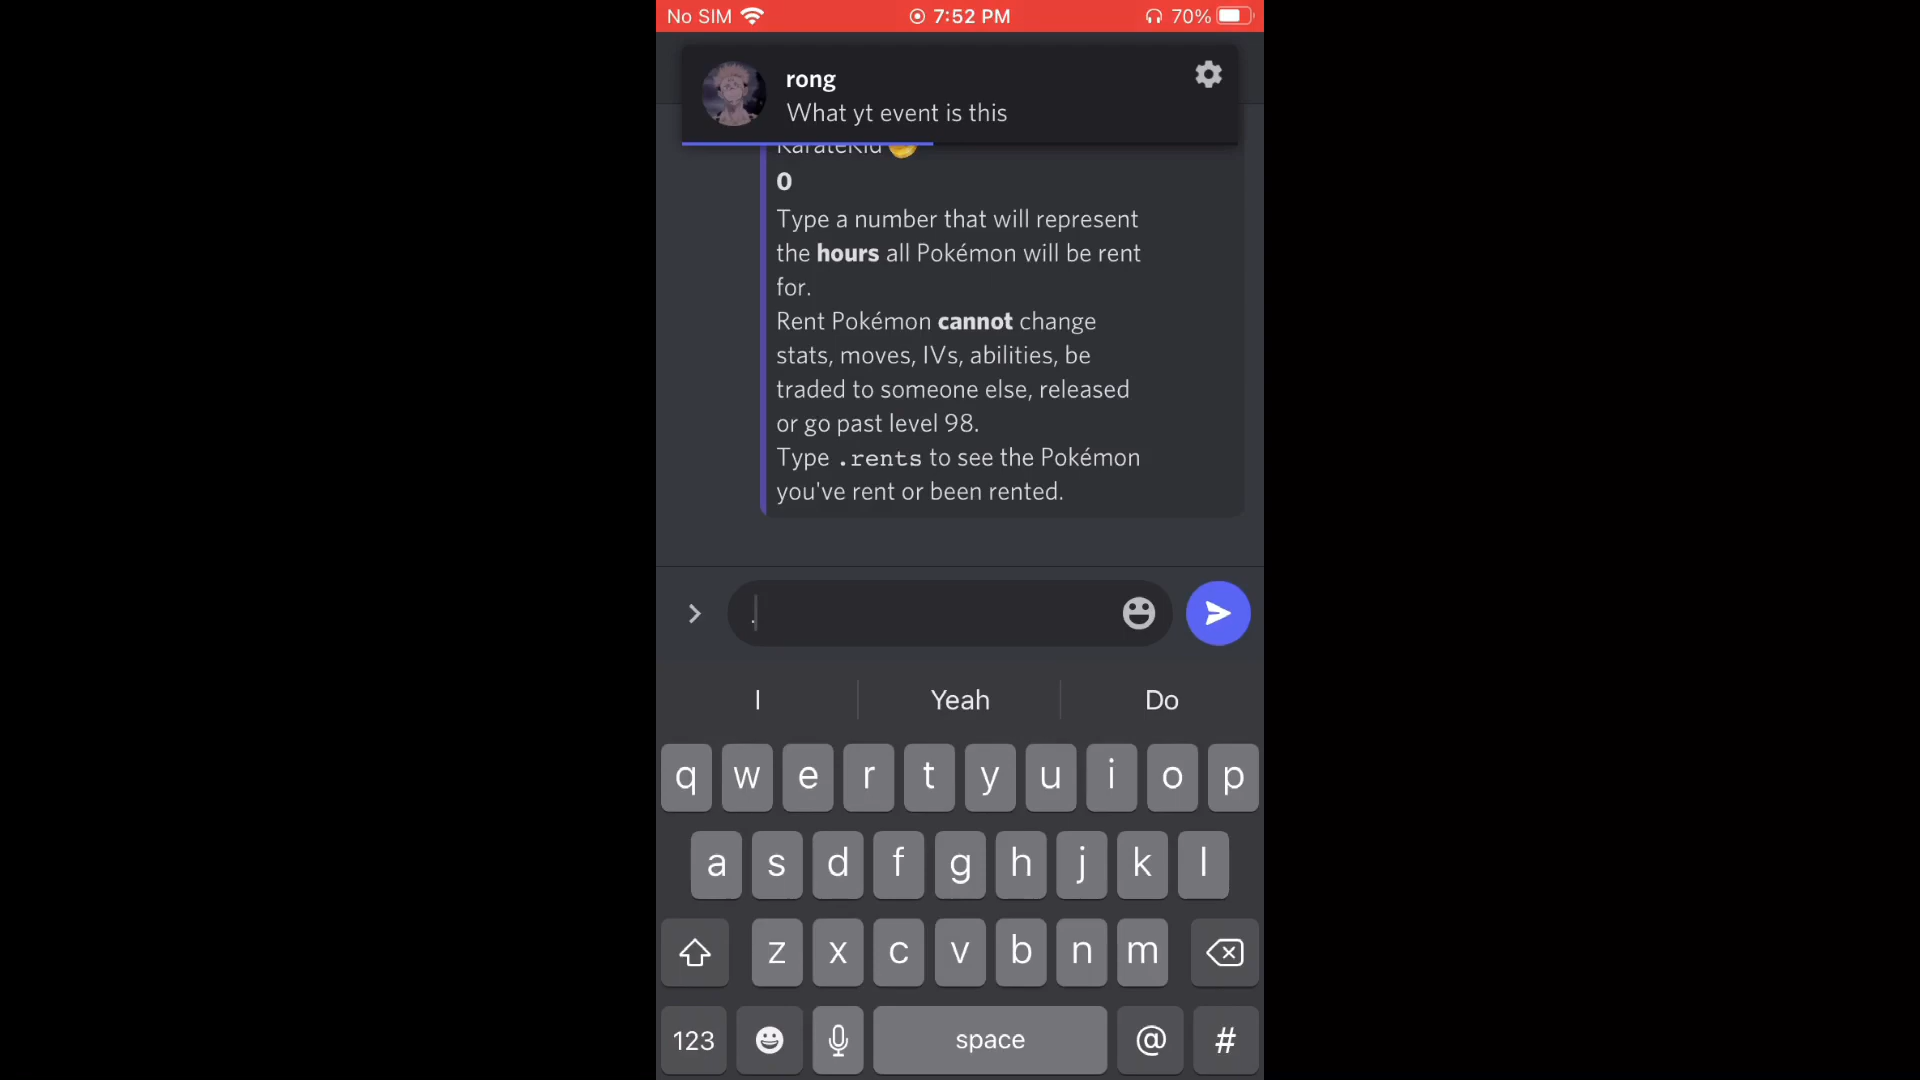 No SIM 7:52 PM 70%
rong
What yt event is this
KarateKid
0
Type a number that will represent
the hours all Pokémon will be rent
for.
Rent Pokémon cannot change
stats, moves, IVs, abilities, be
traded to someone else, released
or go past level 98.
Type .rents to see the Pokémon
you've rent or been rented.
.
I Yeah Do
q w e r t y u i o p
a s d f g h j k l
z x c v b n m
123 space @ #